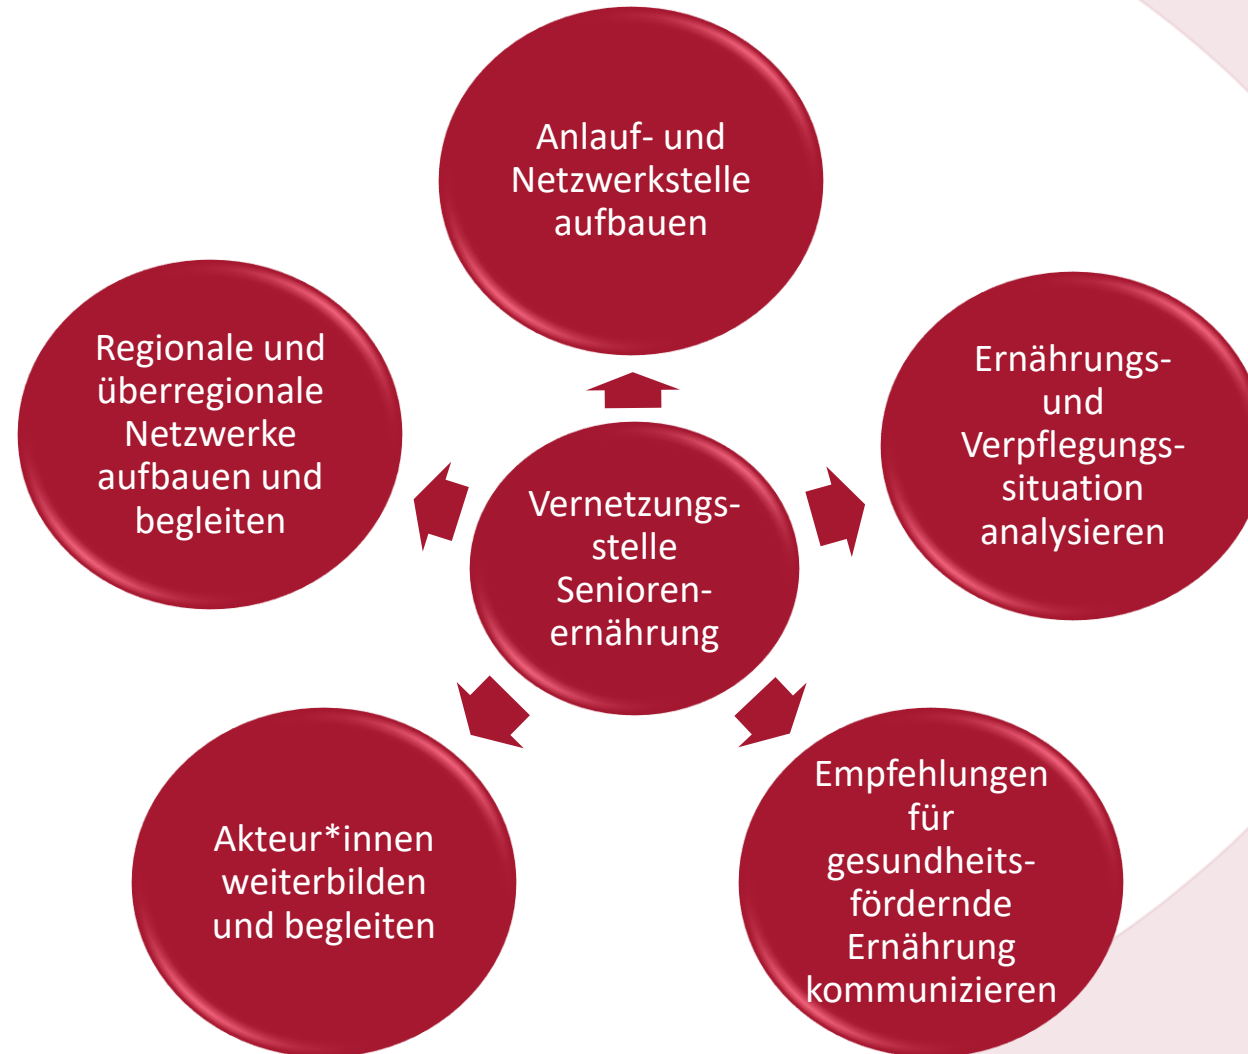 Anlauf- und
Netzwerkstelle
aufbauen
Ernährungs-
und
Verpflegungs-
situation
analysieren
Empfehlungen
für
gesundheits-
fördernde
Ernährung
kommunizieren
Akteur*innen
weiterbilden
und begleiten
Regionale und
überregionale
Netzwerke
aufbauen und
begleiten
Vernetzungs-
stelle
Senioren-
ernährung